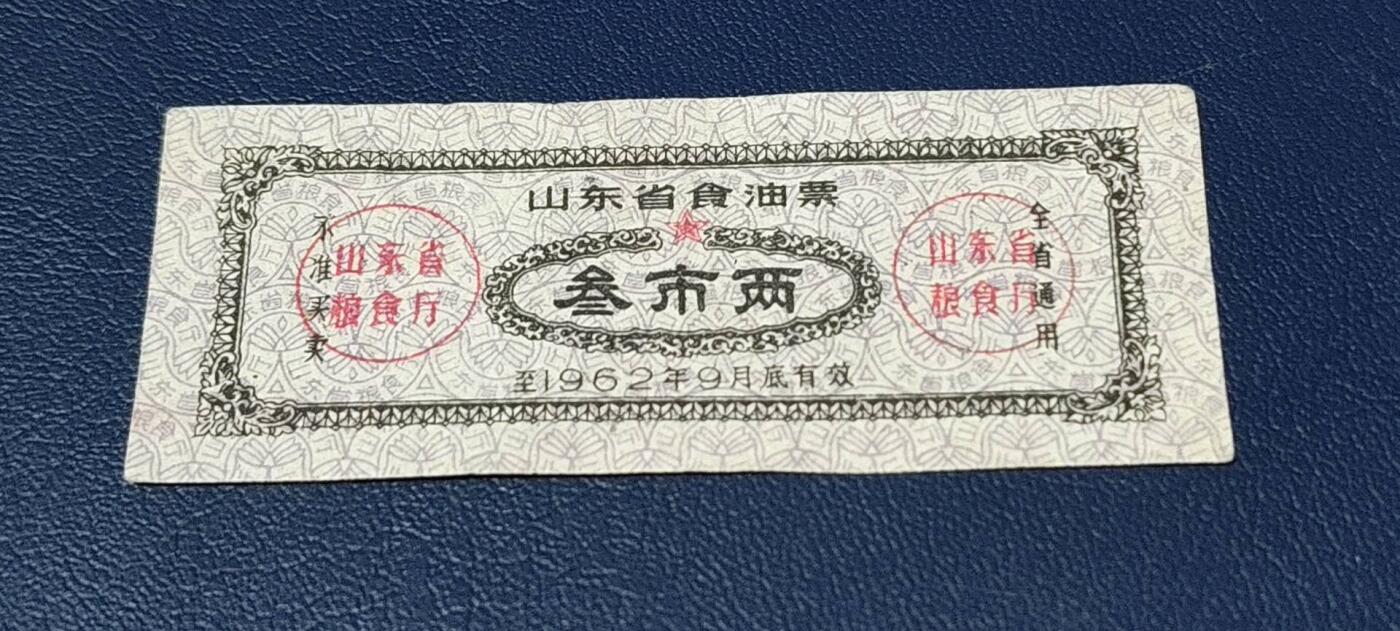 山东省食油票
叁市两
至1962年9月底有效
不准买卖
全省通用
山东省
粮食厅
山东省
粮食厅